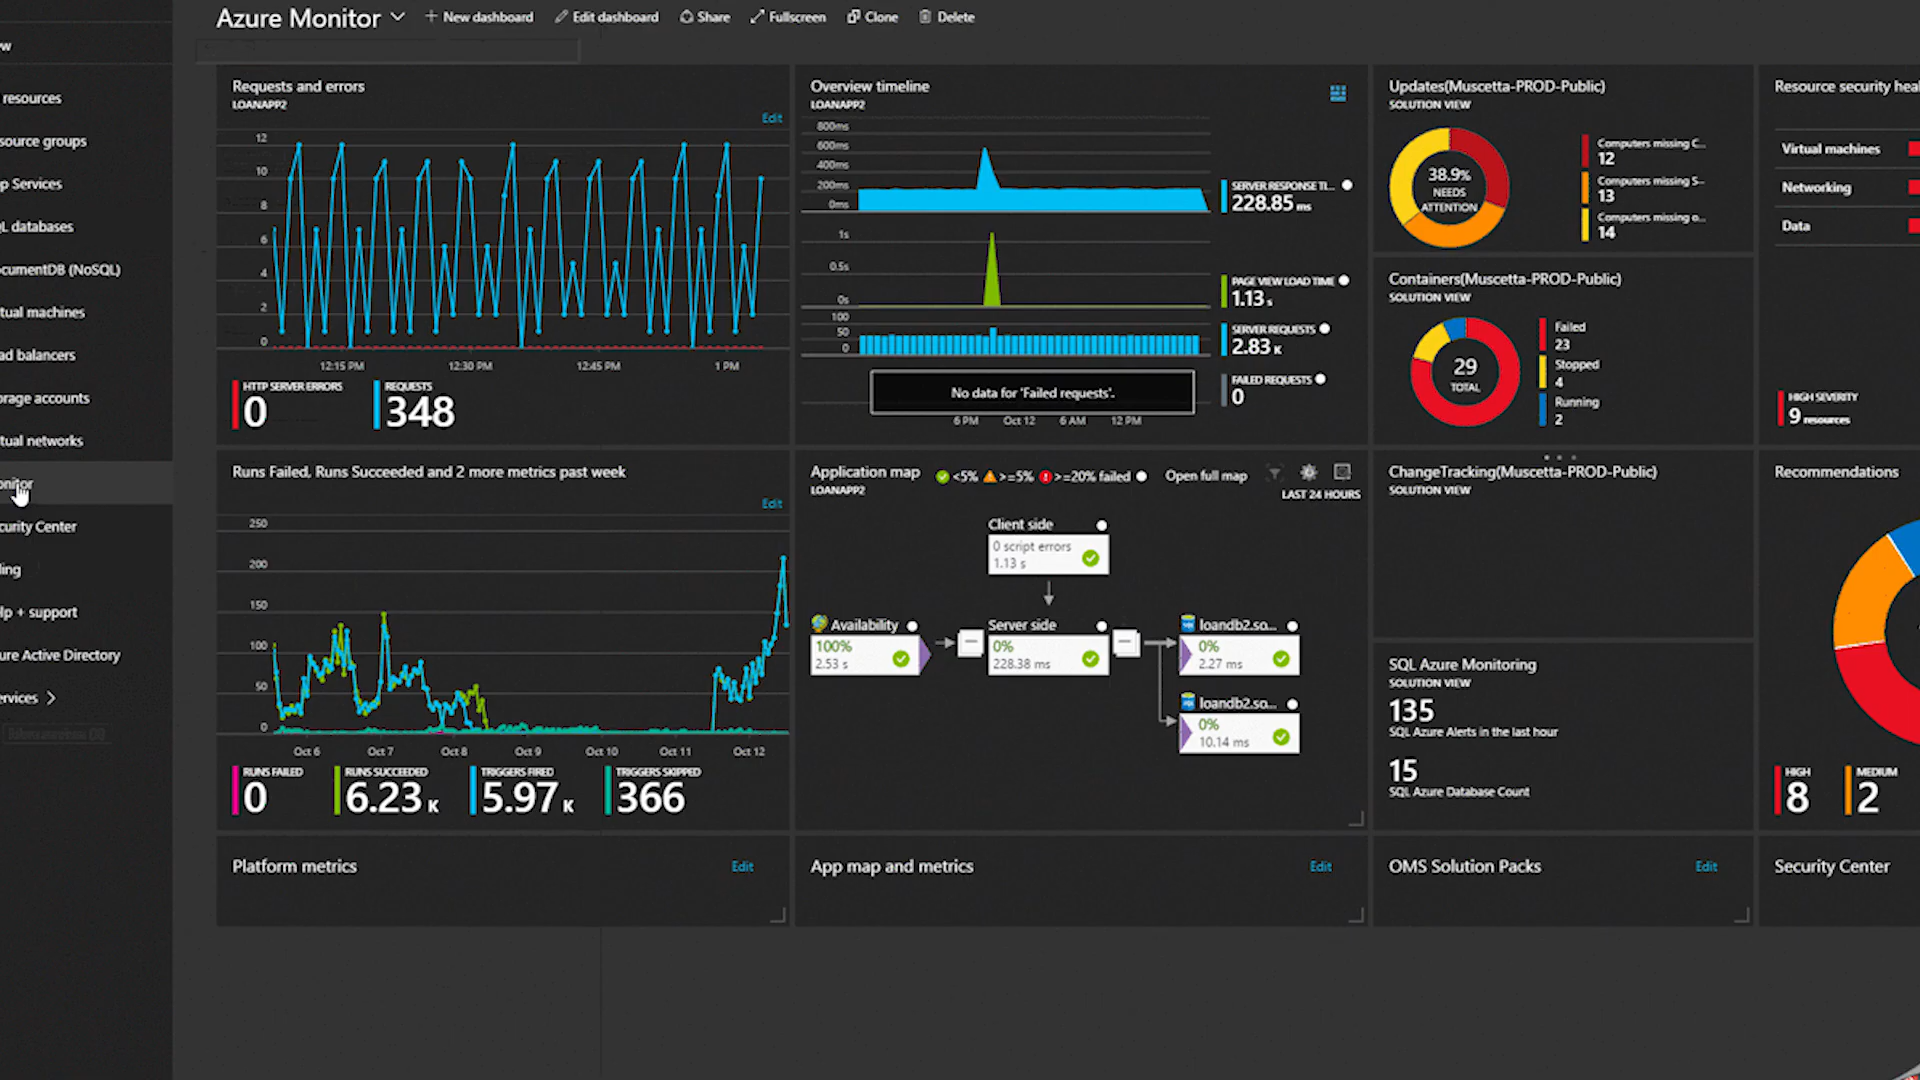 Azure Monitor
New dashboard
Edit dashboard
Share
Fullscreen
Clone
Delete
ew
resources
source groups
p Services
QL databases
ocumentDB (NoSQL)
tual machines
ad balancers
orage accounts
tual networks
onitor
curity Center
ling
lp + support
ure Active Directory
ervices
Requests and errors
LOANAPP2
Edit
12
10
8
6
4
2
0
12:15 PM 12:30 PM 12:45 PM 1 PM
HTTP SERVER ERRORS
0
REQUESTS
348
Overview timeline
LOANAPP2
800ms
600ms
400ms
200ms
0ms
SERVER RESPONSE TI...
228.85 ms
1s
0.5s
0s
PAGE VIEW LOAD TIME
1.13 s
100
50
0
SERVER REQUESTS
2.83 K
No data for 'Failed requests'.
FAILED REQUESTS
0
6 PM Oct 12 6 AM 12 PM
Updates(Muscetta-PROD-Public)
SOLUTION VIEW
38.9%
NEEDS
ATTENTION
Computers missing C...
12
Computers missing S...
13
Computers missing o...
14
Containers(Muscetta-PROD-Public)
SOLUTION VIEW
29
TOTAL
Failed
23
Stopped
4
Running
2
Resource security heal
Virtual machines
Networking
Data
HIGH SEVERITY
9 resources
Runs Failed, Runs Succeeded and 2 more metrics past week
Edit
250
200
150
100
50
0
Oct 6 Oct 7 Oct 8 Oct 9 Oct 10 Oct 11 Oct 12
RUNS FAILED
0
RUNS SUCCEEDED
6.23 K
TRIGGERS FIRED
5.97 K
TRIGGERS SKIPPED
366
Application map
LOANAPP2
<5% >=5% >=20% failed
Open full map
LAST 24 HOURS
Client side
0 script errors
1.13 s
Availability
100%
2.53 s
Server side
0%
228.38 ms
loandb2.so...
0%
2.27 ms
loandb2.so...
0%
10.14 ms
ChangeTracking(Muscetta-PROD-Public)
SOLUTION VIEW
SQL Azure Monitoring
SOLUTION VIEW
135
SQL Azure Alerts in the last hour
15
SQL Azure Database Count
Recommendations
HIGH
8
MEDIUM
2
Platform metrics
Edit
App map and metrics
Edit
OMS Solution Packs
Edit
Security Center